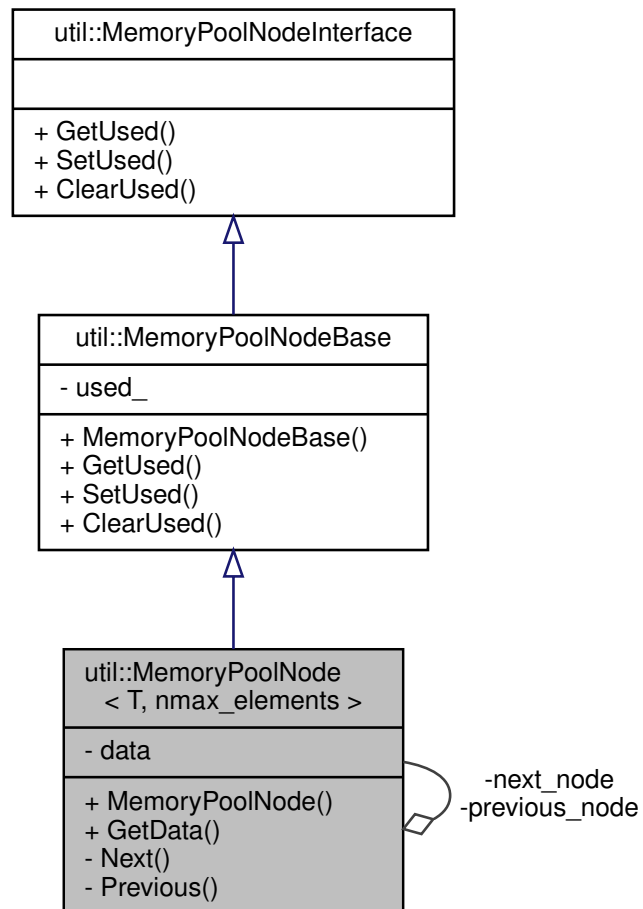 util::MemoryPoolNodeInterface
+ GetUsed()
+ SetUsed()
+ ClearUsed()
util::MemoryPoolNodeBase
- used_
+ MemoryPoolNodeBase()
+ GetUsed()
+ SetUsed()
+ ClearUsed()
util::MemoryPoolNode
< T, nmax_elements >
- data
+ MemoryPoolNode()
+ GetData()
- Next()
- Previous()
-next_node
-previous_node